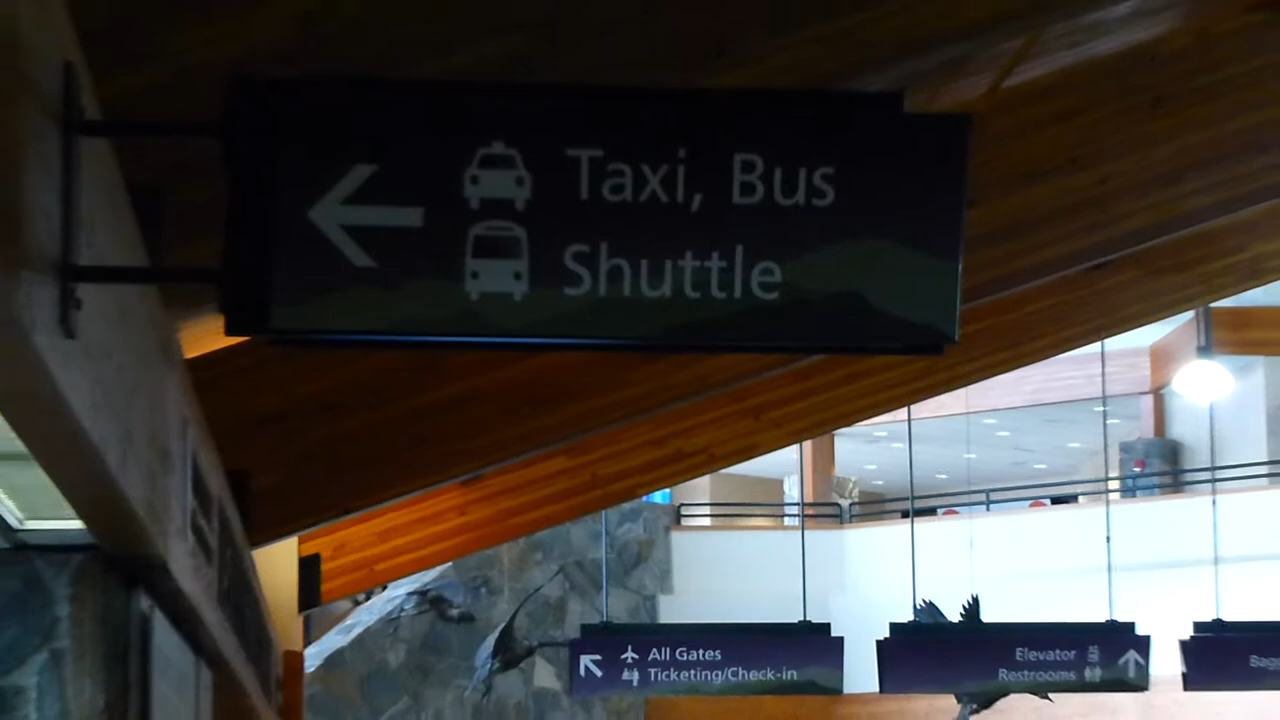 Taxi, Bus
Shuttle
All Gates
Ticketing/Check-in
Elevator
Restrooms